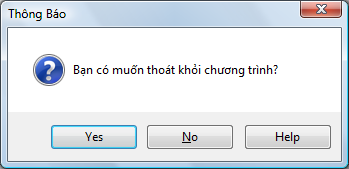 Thông Báo
Bạn có muốn thoát khỏi chương trình?
Yes No Help